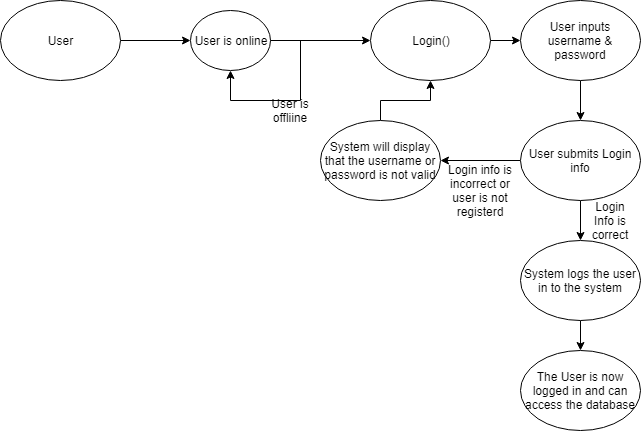 User
User is online
Login()
User inputs
username &
password
User is
offliine
System will display
that the username or
password is not valid
Login info is
incorrect or
user is not
registerd
User submits Login
info
Login
Info is
correct
System logs the user
in to the system
The User is now
logged in and can
access the database